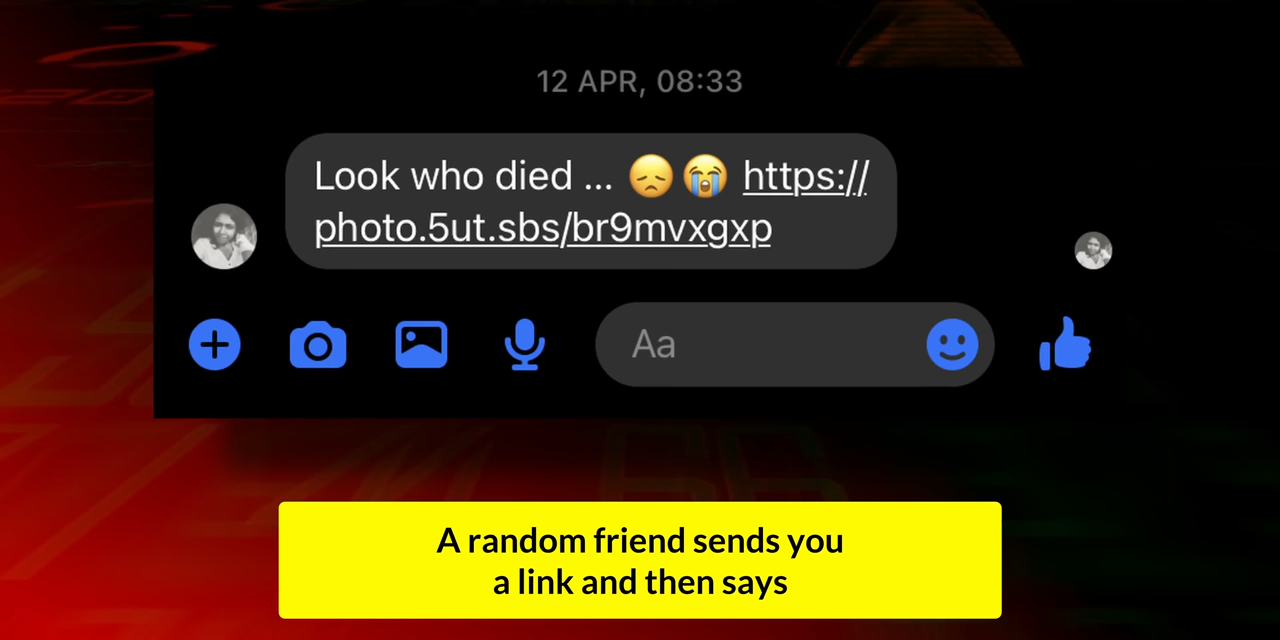 12 APR, 08:33
Look who died ... 😞😭 https://
photo.5ut.sbs/br9mvxgxp
Aa
A random friend sends you
a link and then says